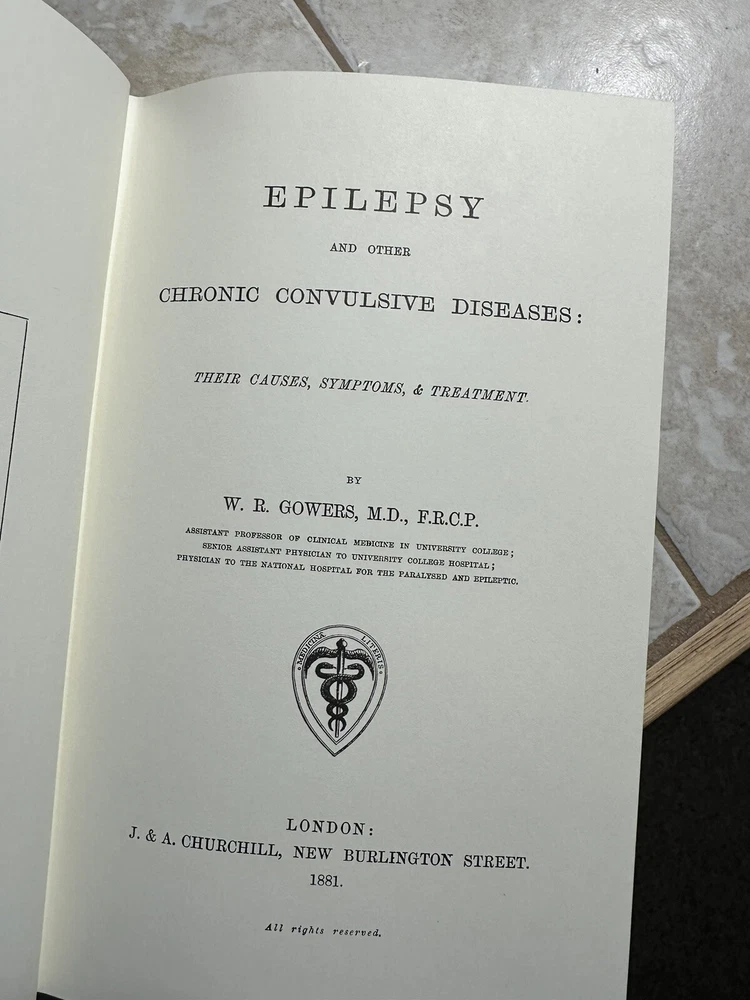 EPILEPSY
AND OTHER
CHRONIC CONVULSIVE DISEASES:
THEIR CAUSES, SYMPTOMS, & TREATMENT.
BY
W. R. GOWERS, M.D., F.R.C.P.
ASSISTANT PROFESSOR OF CLINICAL MEDICINE IN UNIVERSITY COLLEGE;
SENIOR ASSISTANT PHYSICIAN TO UNIVERSITY COLLEGE HOSPITAL;
PHYSICIAN TO THE NATIONAL HOSPITAL FOR THE PARALYSED AND EPILEPTIC.
MEDICINA LITERIS
LONDON:
J. & A. CHURCHILL, NEW BURLINGTON STREET.
1881.
All rights reserved.